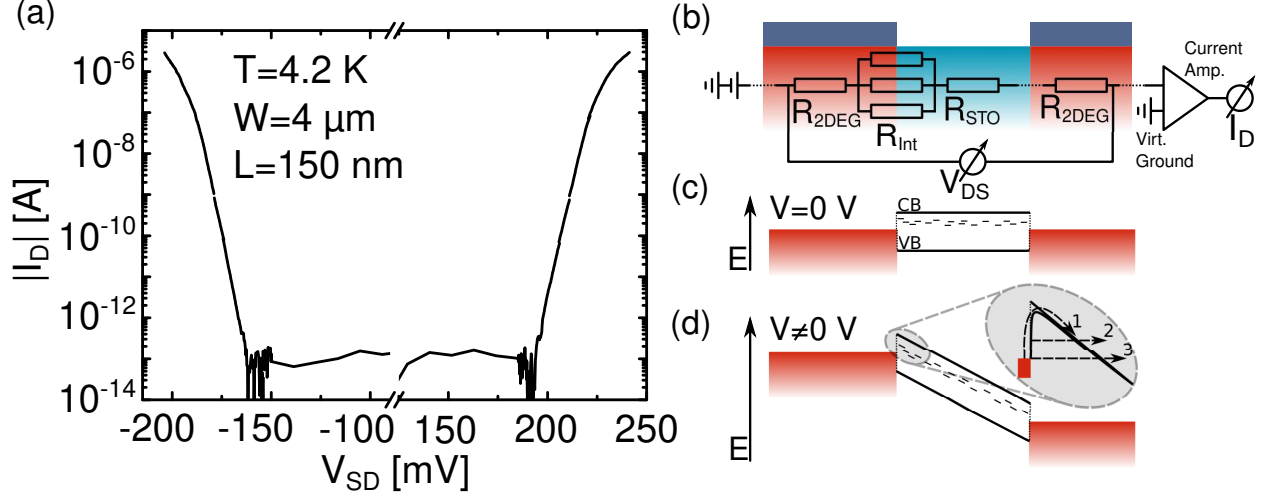 (a)
T=4.2 K
W=4 µm
L=150 nm
|I_D| [A]
10^-6
10^-8
10^-10
10^-12
10^-14
-200 -150 -100 150 200 250
V_SD [mV]
(b)
Current
Amp.
R_2DEG
R_Int
R_STO
R_2DEG
Virt.
Ground
I_D
V_DS
(c)
V=0 V
CB
VB
E
(d)
V≠0 V
1
2
3
E